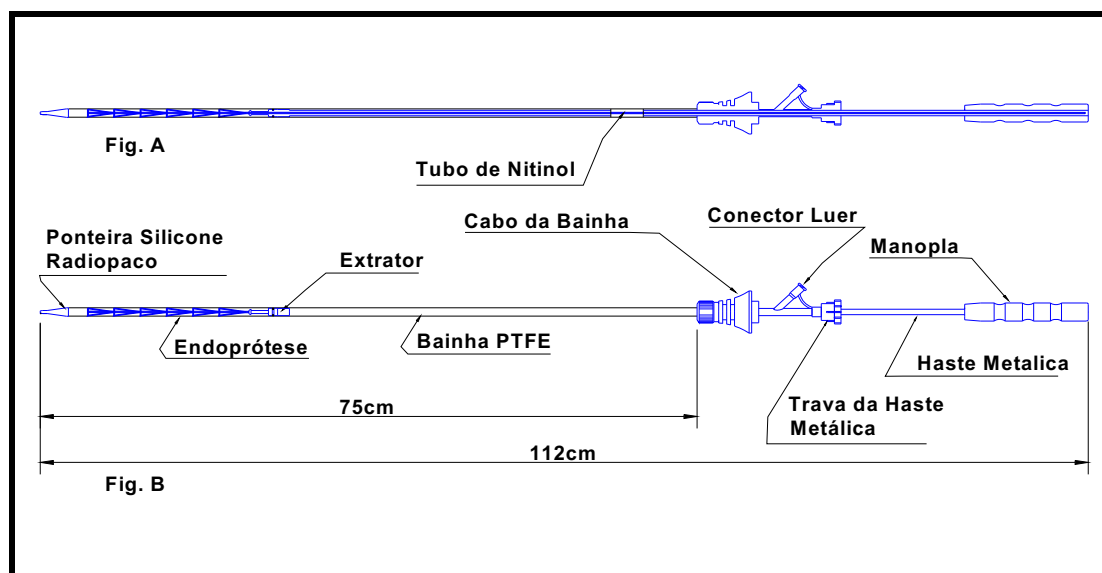 Fig. A
Tubo de Nitinol
Cabo da Bainha
Conector Luer
Manopla
Ponteira Silicone
Radiopaco
Extrator
Endoprótese
Bainha PTFE
Haste Metalica
Trava da Haste
Metálica
75cm
112cm
Fig. B